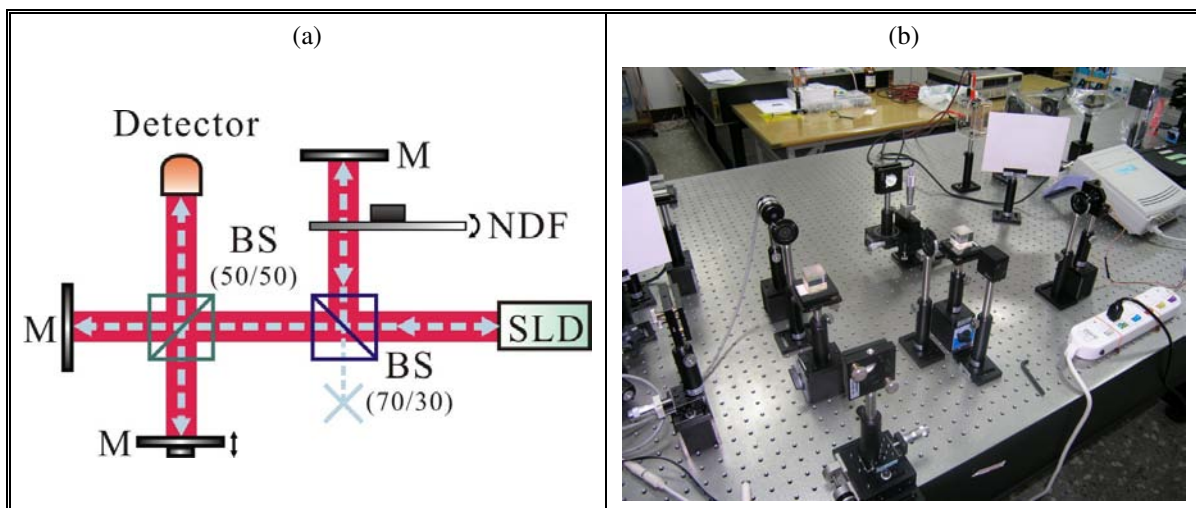 (a)
Detector
M
BS
(50/50)
NDF
M
SLD
BS
(70/30)
M
(b)